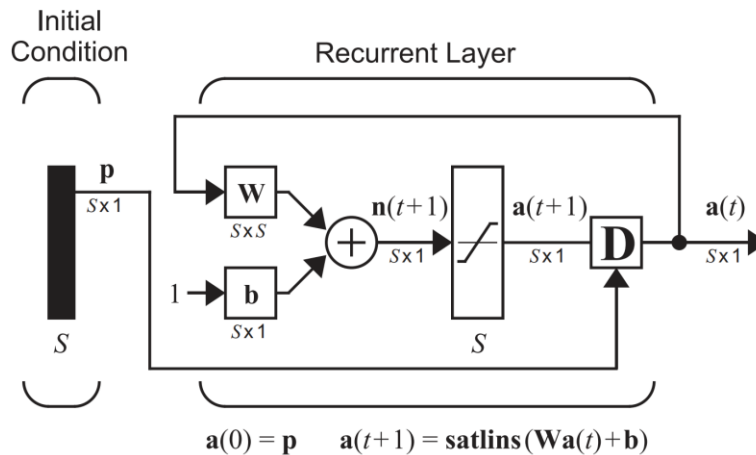 Initial
Condition
Recurrent Layer
p
S x 1
W
S x S
n(t+1)
S x 1
a(t+1)
S x 1
D
a(t)
S x 1
1
b
S x 1
S
S
a(0) = p a(t+1) = satlins(Wa(t)+b)